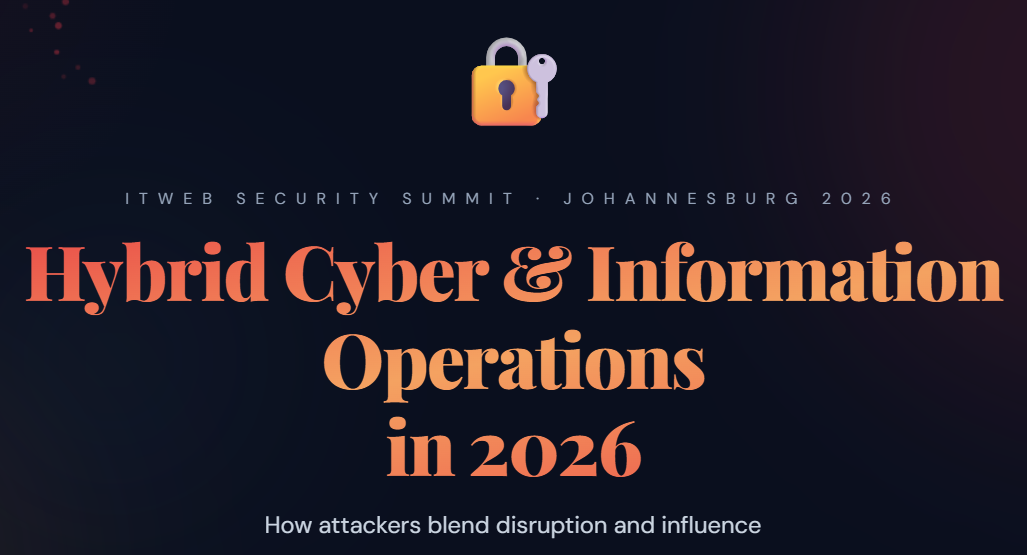 ITWEB SECURITY SUMMIT · JOHANNESBURG 2026
Hybrid Cyber & Information
Operations
in 2026
How attackers blend disruption and influence